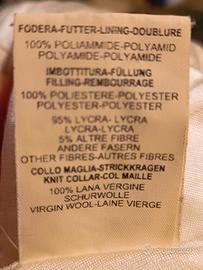 FODERA-FUTTER-LINING-DOUBLURE
100% POLIAMMIDE-POLYAMID
POLYAMIDE-POLYAMIDE
IMBOTTITURA-FÜLLUNG
FILLING-REMBOURRAGE
100% POLIESTERE-POLYESTER
POLYESTER-POLYESTER
95% LYCRA- LYCRA
LYCRA-LYCRA
5% ALTRE FIBRE
ANDERE FASERN
OTHER FIBRES-AUTRES FIBRES
COLLO MAGLIA-STRICKKRAGEN
KNIT COLLAR-COL MAILLE
100% LANA VERGINE
SCHURWOLLE
VIRGIN WOOL-LAINE VIERGE